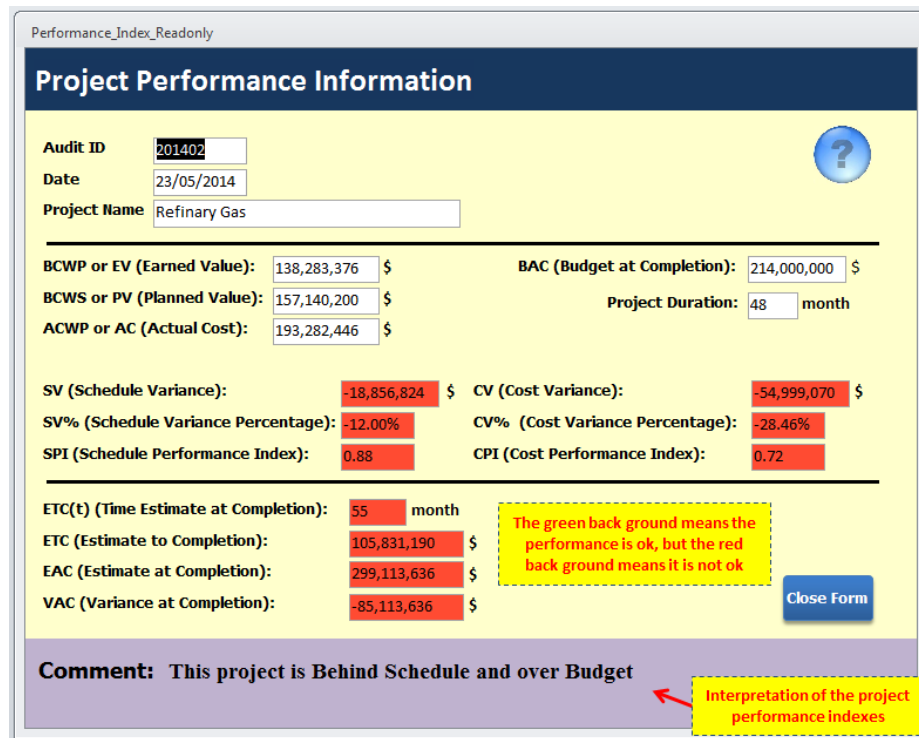 Performance_Index_Readonly
Project Performance Information
?
Audit ID 201402
Date 23/05/2014
Project Name Refinary Gas
BCWP or EV (Earned Value): 138,283,376 $ BAC (Budget at Completion): 214,000,000 $
BCWS or PV (Planned Value): 157,140,200 $ Project Duration: 48 month
ACWP or AC (Actual Cost): 193,282,446 $
SV (Schedule Variance): -18,856,824 $ CV (Cost Variance): -54,999,070 $
SV% (Schedule Variance Percentage): -12.00% CV% (Cost Variance Percentage): -28.46%
SPI (Schedule Performance Index): 0.88 CPI (Cost Performance Index): 0.72
ETC(t) (Time Estimate at Completion): 55 month
ETC (Estimate to Completion): 105,831,190 $
EAC (Estimate at Completion): 299,113,636 $
VAC (Variance at Completion): -85,113,636 $
The green back ground means the
performance is ok, but the red
back ground means it is not ok
Close Form
Comment: This project is Behind Schedule and over Budget
Interpretation of the project
performance indexes